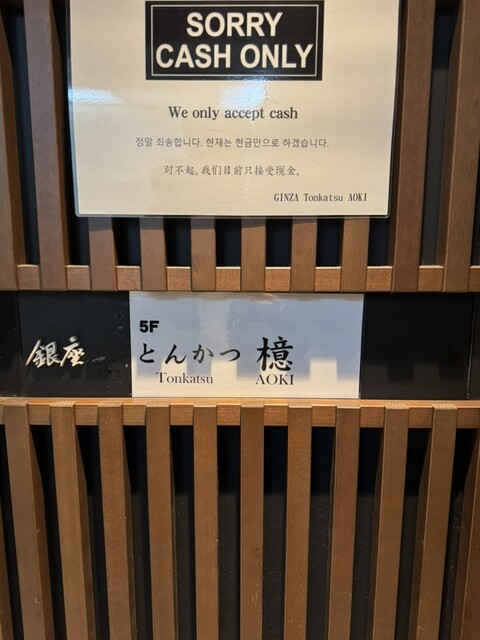 SORRY
CASH ONLY
We only accept cash
정말 죄송합니다. 현재는 현금만으로 하겠습니다.
对不起。我们目前只接受现金。
GINZA Tonkatsu AOKI
銀座
5F
とんかつ 檍
Tonkatsu AOKI